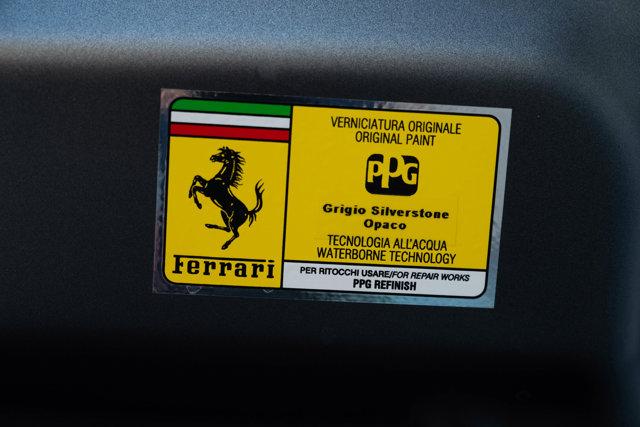 Ferrari
VERNICIATURA ORIGINALE
ORIGINAL PAINT
PPG
Grigio Silverstone
Opaco
TECNOLOGIA ALL'ACQUA
WATERBORNE TECHNOLOGY
PER RITOCCHI USARE/FOR REPAIR WORKS
PPG REFINISH